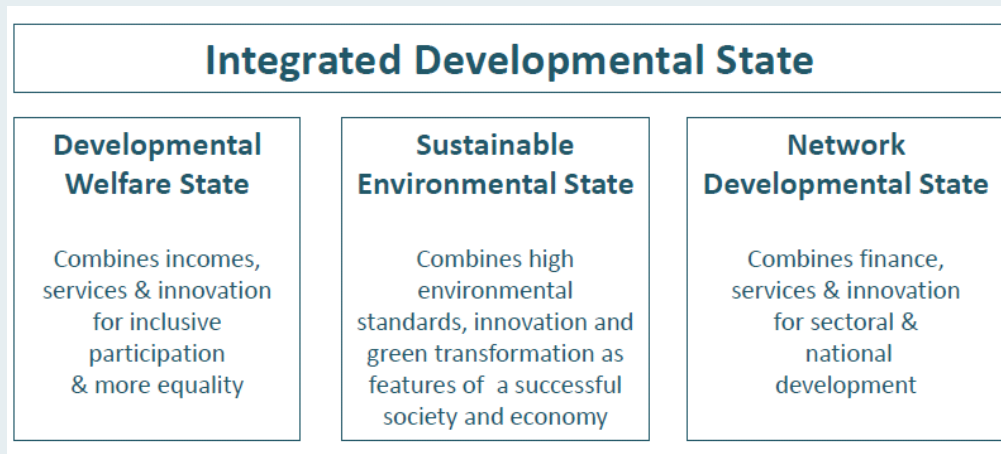 Integrated Developmental State
Developmental
Welfare State
Combines incomes,
services & innovation
for inclusive
participation
& more equality
Sustainable
Environmental State
Combines high
environmental
standards, innovation and
green transformation as
features of a successful
society and economy
Network
Developmental State
Combines finance,
services & innovation
for sectoral &
national
development